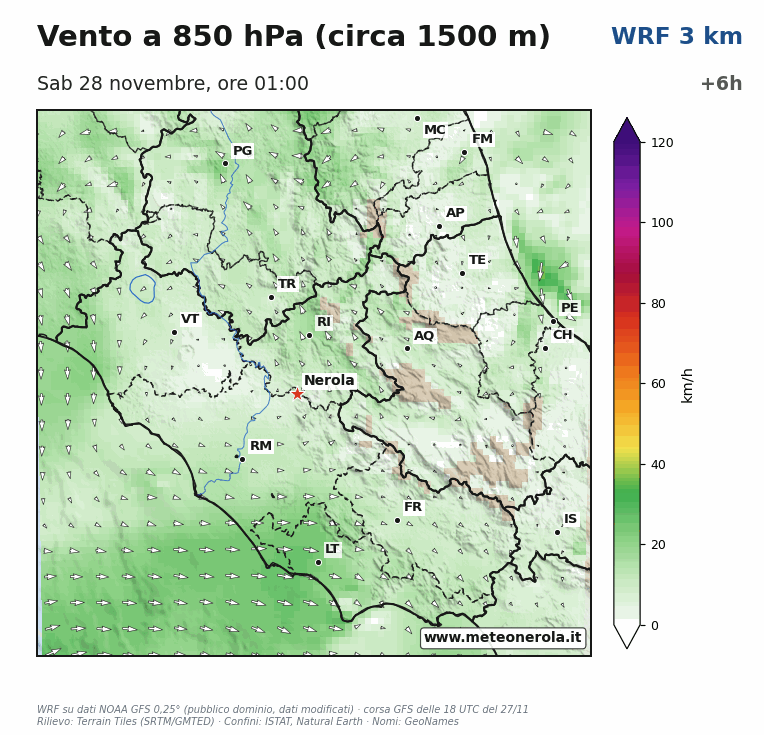 Vento a 850 hPa (circa 1500 m)
WRF 3 km
Sab 28 novembre, ore 01:00
+6h
MC
FM
PG
AP
TE
TR
PE
VT
RI
AQ
CH
Nerola
RM
FR
IS
LT
www.meteonerola.it
120
100
80
60
40
20
0
km/h
WRF su dati NOAA GFS 0,25° (pubblico dominio, dati modificati) · corsa GFS delle 18 UTC del 27/11
Rilievo: Terrain Tiles (SRTM/GMTED) · Confini: ISTAT, Natural Earth · Nomi: GeoNames